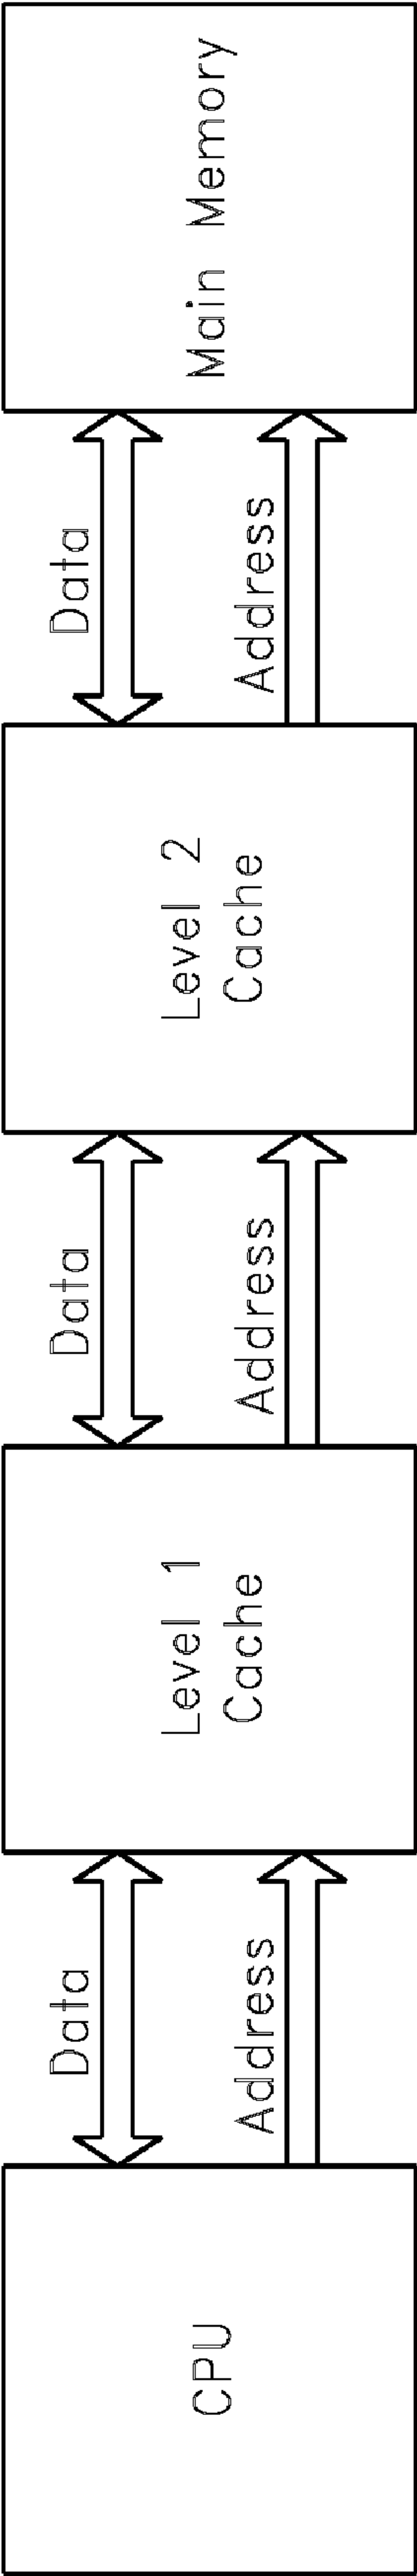 CPU
Data
Address
Level 1
Cache
Data
Address
Level 2
Cache
Data
Address
Main Memory